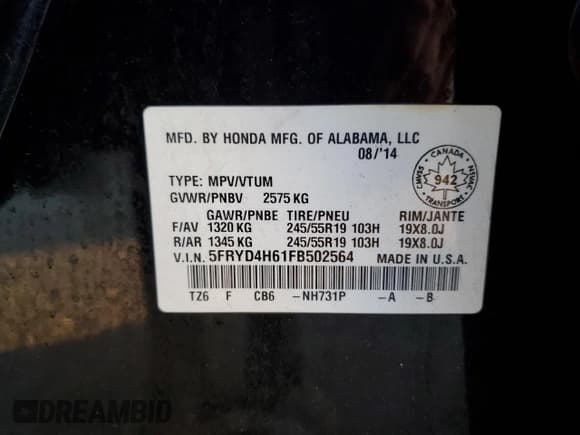 MFD. BY HONDA MFG. OF ALABAMA, LLC
08/'14
TYPE: MPV/VTUM
GVWR/PNBV 2575 KG
GAWR/PNBE TIRE/PNEU RIM/JANTE
F/AV 1320 KG 245/55R19 103H 19X8.0J
R/AR 1345 KG 245/55R19 103H 19X8.0J
V.I.N. 5FRYD4H61FB502564 MADE IN U.S.A.
TZ6 F CB6 -NH731P -A -B
CANADA
CMVSS 942 NSVAC
TRANSPORT
DREAMBID